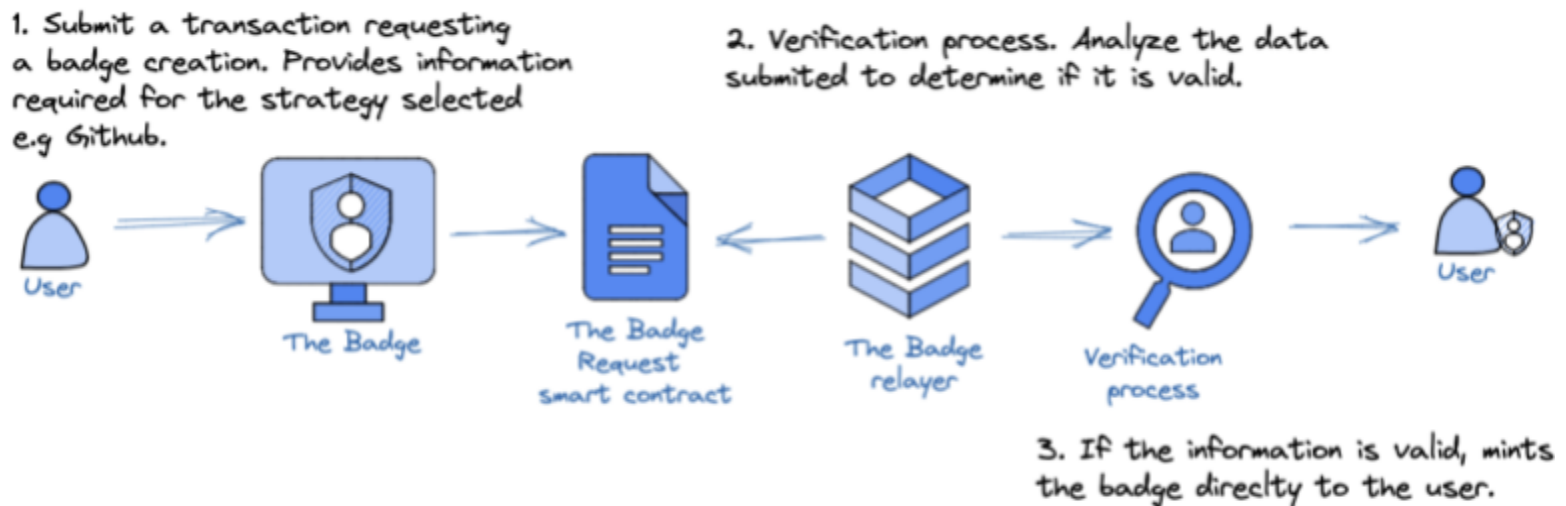 1. Submit a transaction requesting
a badge creation. Provides information
required for the strategy selected
e.g Github.
2. Verification process. Analyze the data
submited to determine if it is valid.
User
The Badge
The Badge
Request
smart contract
The Badge
relayer
Verification
process
User
3. If the information is valid, mints
the badge direclty to the user.